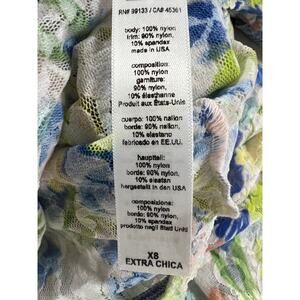 RN# 99133 / CA# 45361
body: 100% nylon
trim: 90% nylon,
10% spandex
made in USA
composition:
100% nylon
garniture:
90% nylon,
10% élasthanne
Produit aux États-Unis
cuerpo: 100% nailon
borde: 90% nailon,
10% elastano
fabricado en EE.UU.
hauptteil:
100% nylon
borde: 90% nylon,
10% elastan
hergestellt in den USA
composizione:
100% nylon
bordo: 90% nylon,
10% spandex
prodotto negli Stati Uniti
X8
EXTRA CHICA